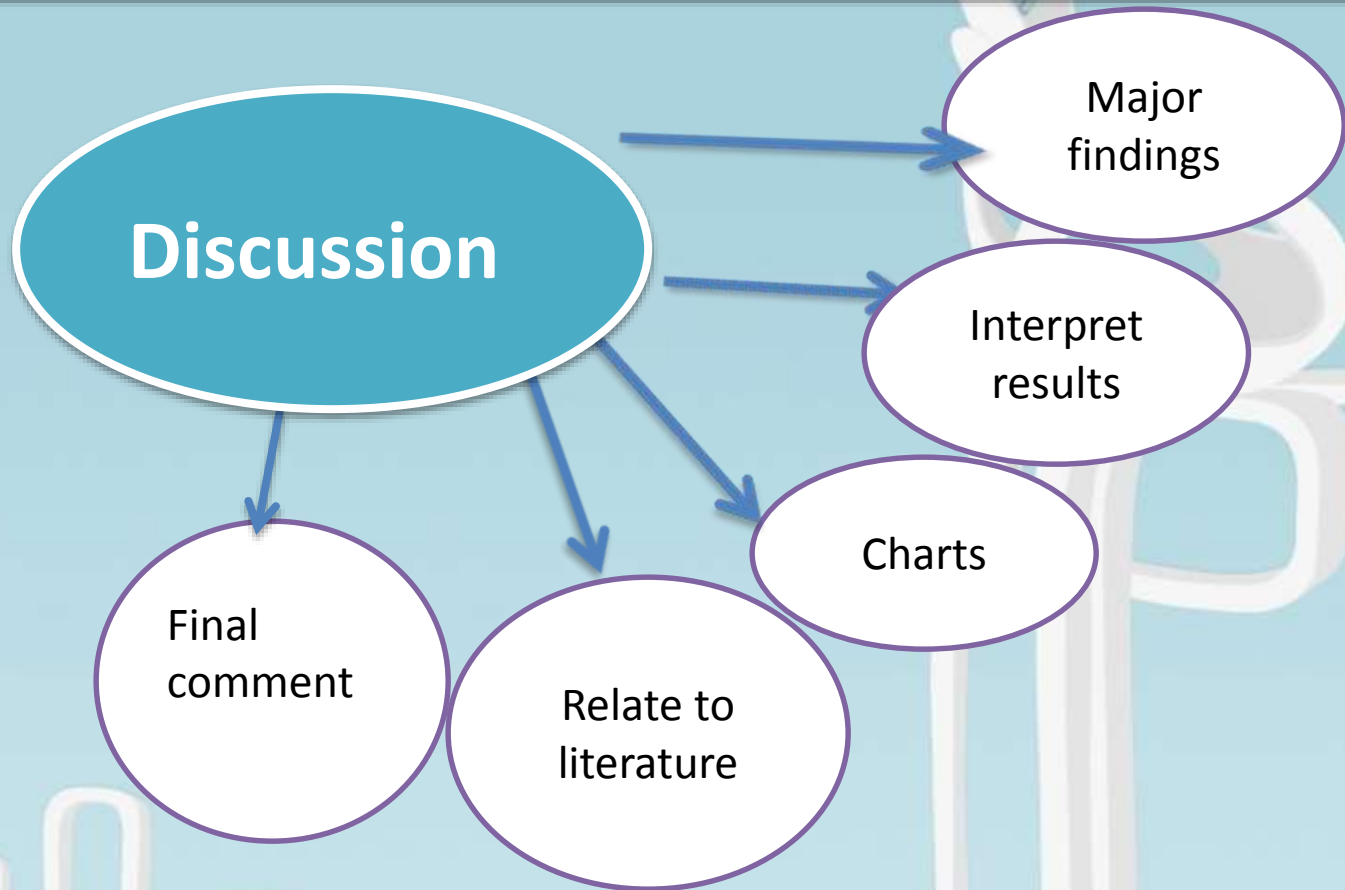 Discussion
Major
findings
Interpret
results
Charts
Relate to
literature
Final
comment